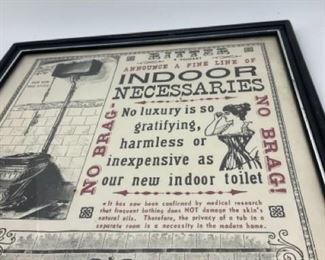 ANNOUNCE A FINE LINE OF
INDOOR
NECESSARIES
NO BRAG-
No luxury is so
gratifying,
harmless or
inexpensive as
our new indoor toilet
NO BRAG!
• It has now been confirmed by medical research
that frequent bathing does NOT damage the skin's
natural oils. Therefore, the privacy of a tub in a
separate room is a necessity in the modern home.